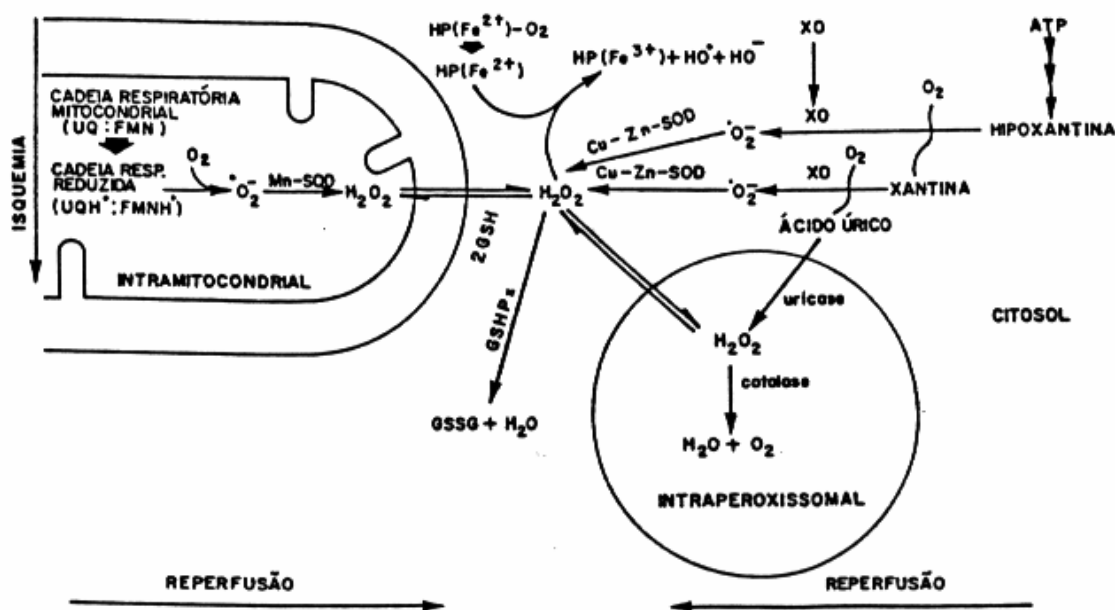 HP(Fe²⁺)–O₂
HP(Fe²⁺)
HP(Fe³⁺)+HO•+HO⁻
XO
XO
ATP
O₂
HIPOXANTINA
•O₂⁻
Cu-Zn-SOD
ISQUEMIA
CADEIA RESPIRATÓRIA
MITOCONDRIAL
(UQ;FMN)
CADEIA RESP.
REDUZIDA
(UQH•;FMNH•)
O₂
•O₂⁻
Mn-SOD
H₂O₂
H₂O₂
Cu-Zn-SOD
•O₂⁻
XO
O₂
XANTINA
ÁCIDO ÚRICO
INTRAMITOCONDRIAL
2GSH
GSHPx
GSSG + H₂O
uricase
H₂O₂
catalase
H₂O + O₂
INTRAPEROXISSOMAL
CITOSOL
REPERFUSÃO
REPERFUSÃO